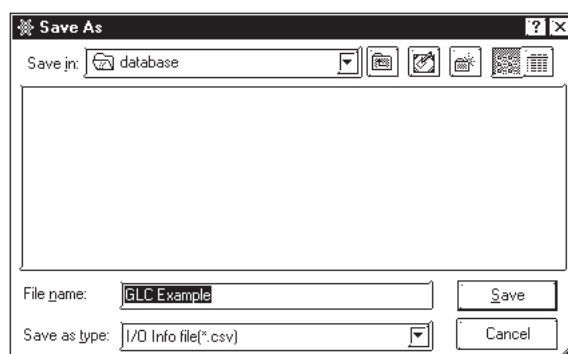 Save As
Save in: database
File name: GLC Example
Save
Save as type: I/O Info file(*.csv)
Cancel